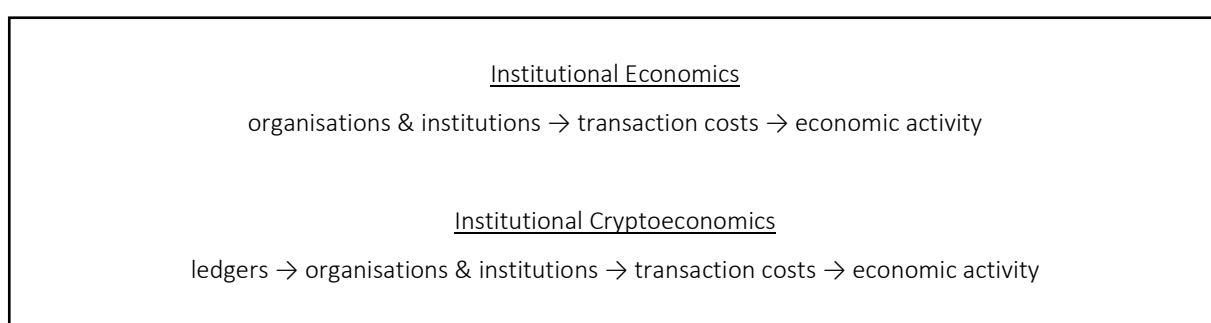 Institutional Economics
organisations & institutions → transaction costs → economic activity
Institutional Cryptoeconomics
ledgers → organisations & institutions → transaction costs → economic activity